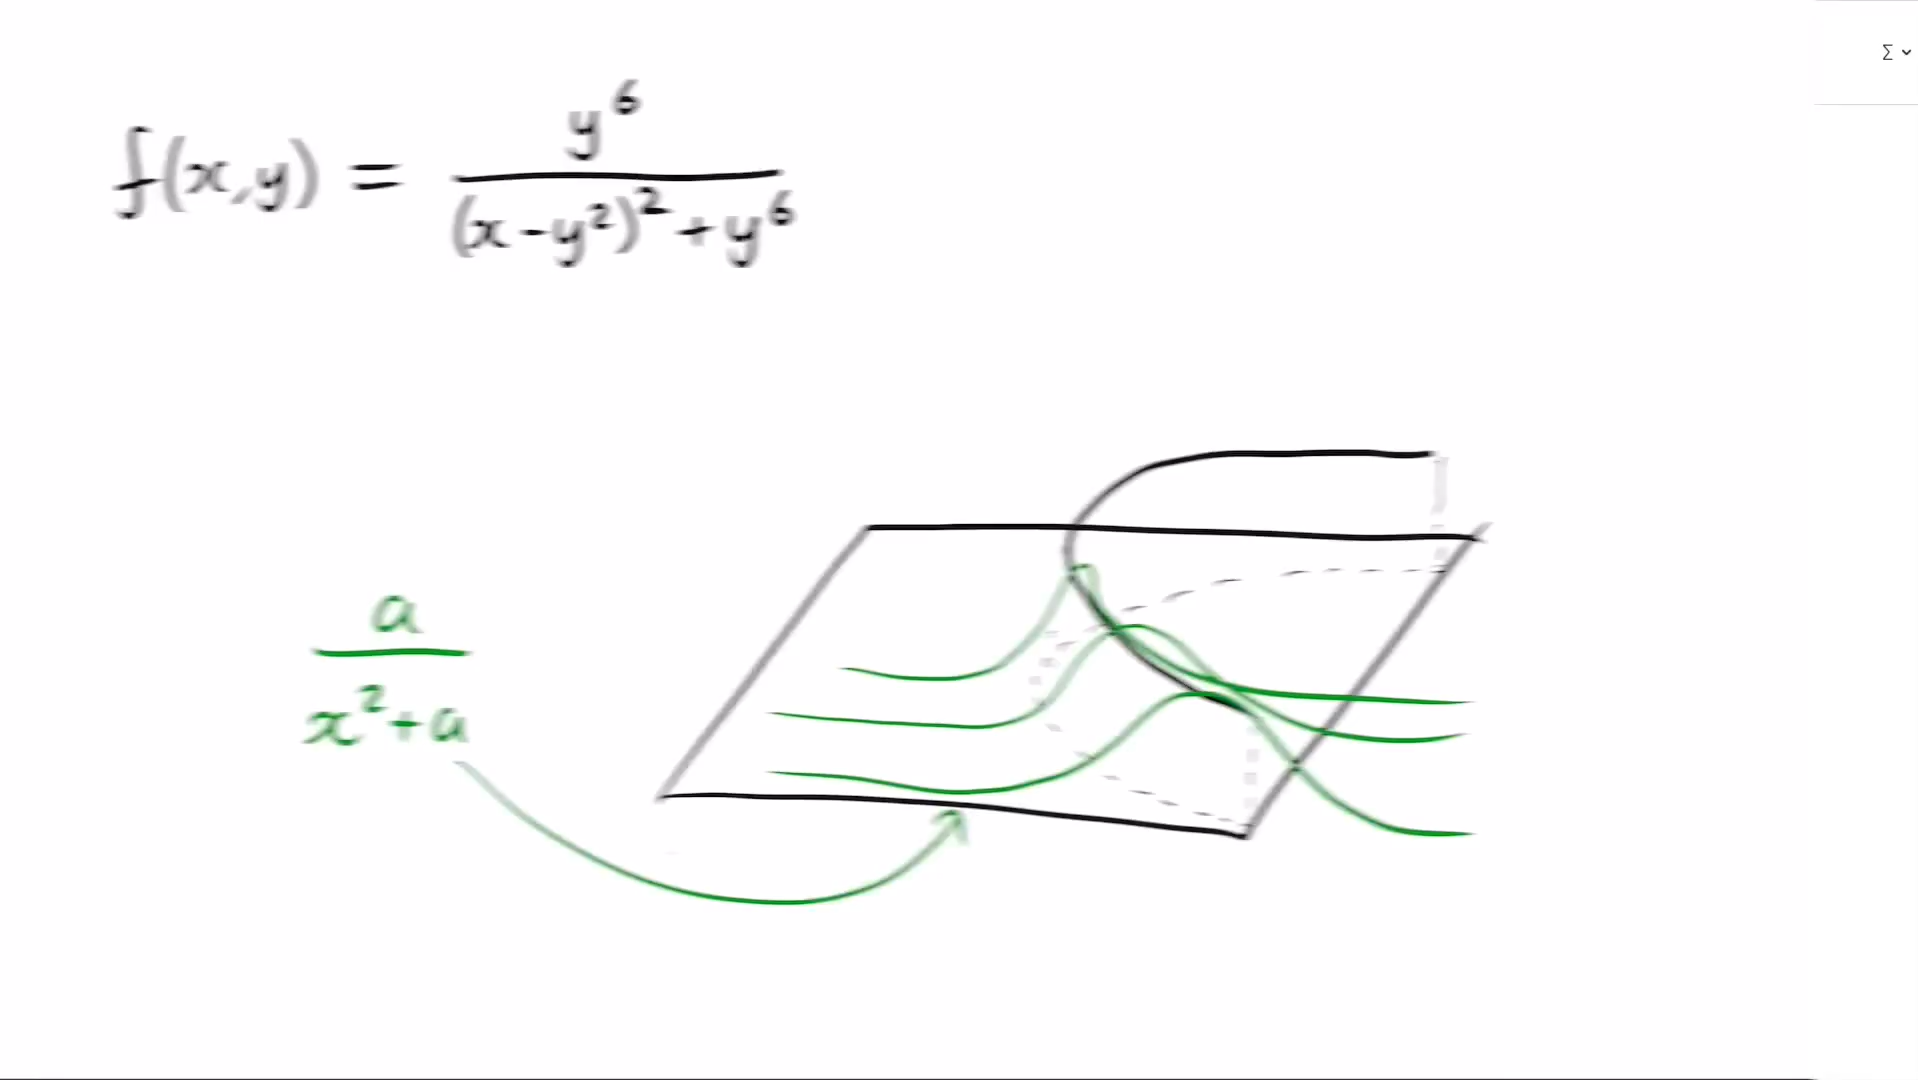 f(x,y) = y^6 / ((x-y^2)^2 + y^6)
a / (x^2 + a)
Σ